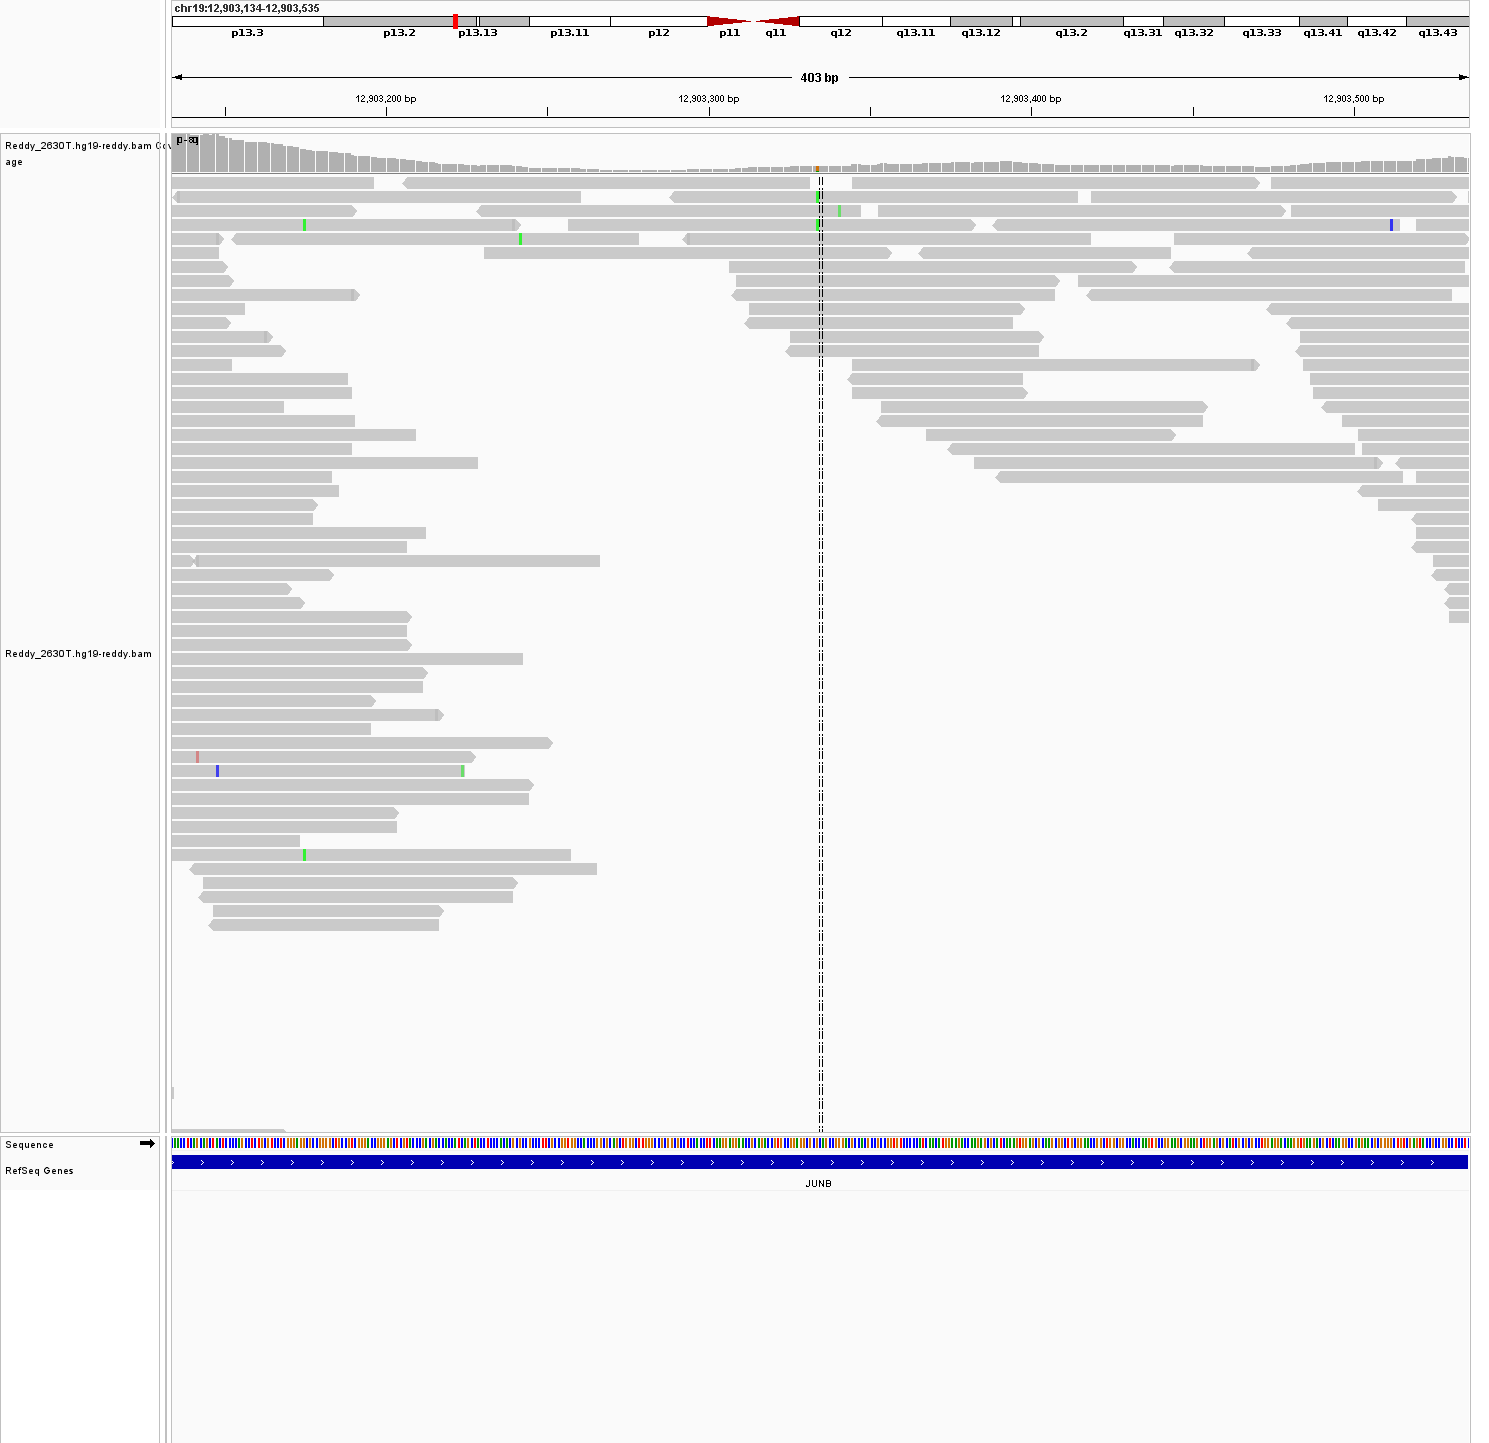 chr19:12,903,134-12,903,535
p13.3 p13.2 p13.13 p13.11 p12 p11 q11 q12 q13.11 q13.12 q13.2 q13.31 q13.32 q13.33 q13.41 q13.42 q13.43
403 bp
12,903,200 bp 12,903,300 bp 12,903,400 bp 12,903,500 bp
Reddy_2630T.hg19-reddy.bam Cov
age
Reddy_2630T.hg19-reddy.bam
Sequence
RefSeq Genes
JUNB